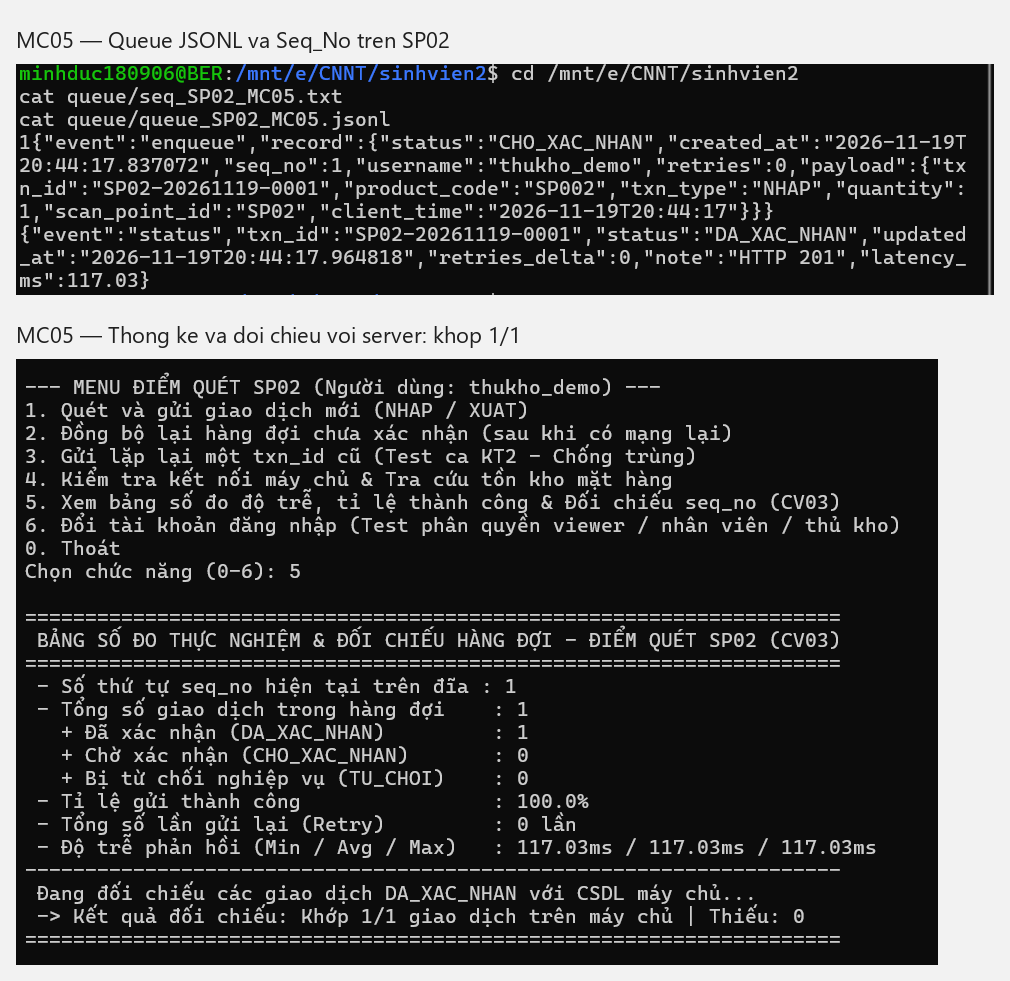 MC05 — Queue JSONL va Seq_No tren SP02
minhduc180906@BER:/mnt/e/CNNT/sinhvien2$ cd /mnt/e/CNNT/sinhvien2
cat queue/seq_SP02_MC05.txt
cat queue/queue_SP02_MC05.jsonl
1{"event":"enqueue","record":{"status":"CHO_XAC_NHAN","created_at":"2026-11-19T
20:44:17.837072","seq_no":1,"username":"thukho_demo","retries":0,"payload":{"tx
n_id":"SP02-20261119-0001","product_code":"SP002","txn_type":"NHAP","quantity":
1,"scan_point_id":"SP02","client_time":"2026-11-19T20:44:17"}}}
{"event":"status","txn_id":"SP02-20261119-0001","status":"DA_XAC_NHAN","updated
_at":"2026-11-19T20:44:17.964818","retries_delta":0,"note":"HTTP 201","latency_
ms":117.03}
MC05 — Thong ke va doi chieu voi server: khop 1/1
--- MENU ĐIỂM QUÉT SP02 (Người dùng: thukho_demo) ---
1. Quét và gửi giao dịch mới (NHAP / XUAT)
2. Đồng bộ lại hàng đợi chưa xác nhận (sau khi có mạng lại)
3. Gửi lặp lại một txn_id cũ (Test ca KT2 - Chống trùng)
4. Kiểm tra kết nối máy chủ & Tra cứu tồn kho mặt hàng
5. Xem bảng số đo độ trễ, tỉ lệ thành công & Đối chiếu seq_no (CV03)
6. Đổi tài khoản đăng nhập (Test phân quyền viewer / nhân viên / thủ kho)
0. Thoát
Chọn chức năng (0-6): 5
====================================================================
BẢNG SỐ ĐO THỰC NGHIỆM & ĐỐI CHIẾU HÀNG ĐỢI - ĐIỂM QUÉT SP02 (CV03)
====================================================================
- Số thứ tự seq_no hiện tại trên đĩa : 1
- Tổng số giao dịch trong hàng đợi : 1
+ Đã xác nhận (DA_XAC_NHAN) : 1
+ Chờ xác nhận (CHO_XAC_NHAN) : 0
+ Bị từ chối nghiệp vụ (TU_CHOI) : 0
- Tỉ lệ gửi thành công : 100.0%
- Tổng số lần gửi lại (Retry) : 0 lần
- Độ trễ phản hồi (Min / Avg / Max) : 117.03ms / 117.03ms / 117.03ms
--------------------------------------------------------------------
Đang đối chiếu các giao dịch DA_XAC_NHAN với CSDL máy chủ...
-> Kết quả đối chiếu: Khớp 1/1 giao dịch trên máy chủ | Thiếu: 0
====================================================================